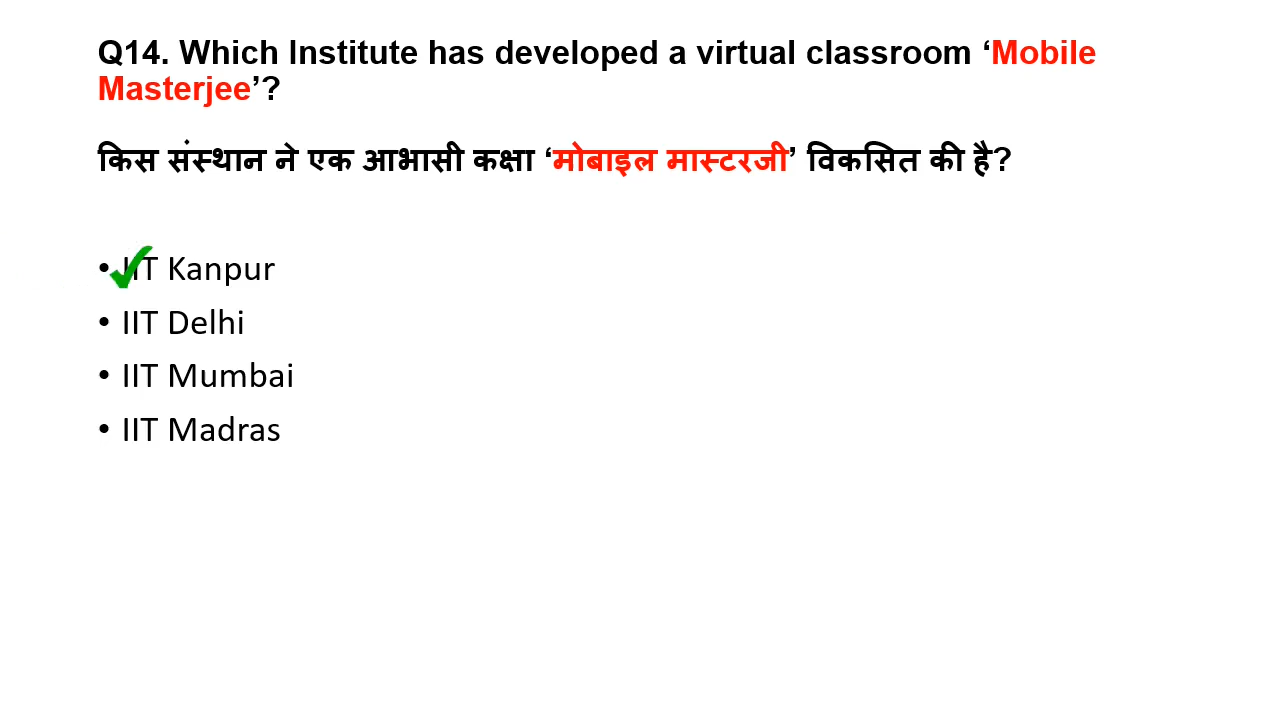 Q14. Which Institute has developed a virtual classroom ‘Mobile
Masterjee’?
किस संस्थान ने एक आभासी कक्षा ‘मोबाइल मास्टरजी’ विकसित की है?
• IIT Kanpur
• IIT Delhi
• IIT Mumbai
• IIT Madras